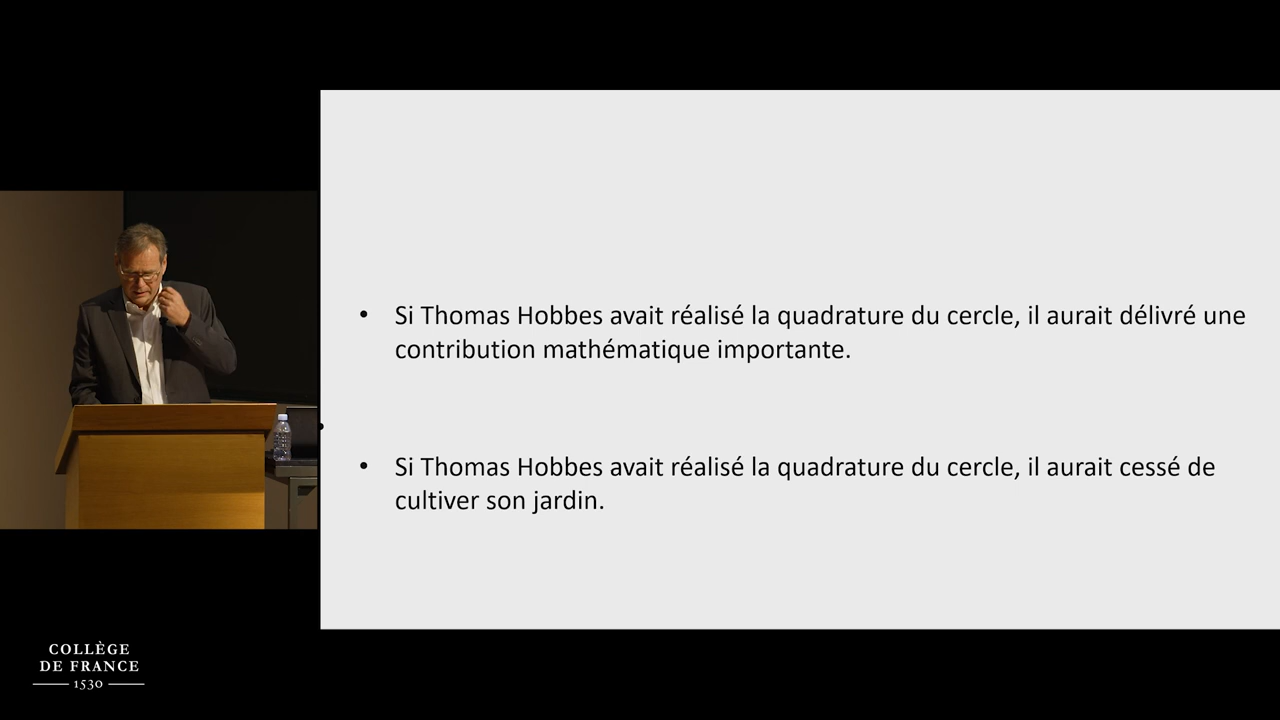 • Si Thomas Hobbes avait réalisé la quadrature du cercle, il aurait délivré une
contribution mathématique importante.
• Si Thomas Hobbes avait réalisé la quadrature du cercle, il aurait cessé de
cultiver son jardin.
COLLÈGE
DE FRANCE
1530